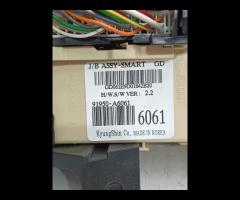 J/B ASSY-SMART GD
H/W.S/W VER: 2.2
91950-A6061
6061
KyungShin Co. MADE IN KOREA